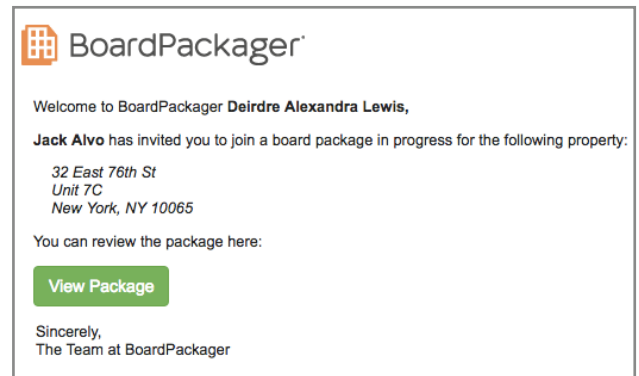 BoardPackager
Welcome to BoardPackager Deirdre Alexandra Lewis,
Jack Alvo has invited you to join a board package in progress for the following property:
32 East 76th St
Unit 7C
New York, NY 10065
You can review the package here:
View Package
Sincerely,
The Team at BoardPackager